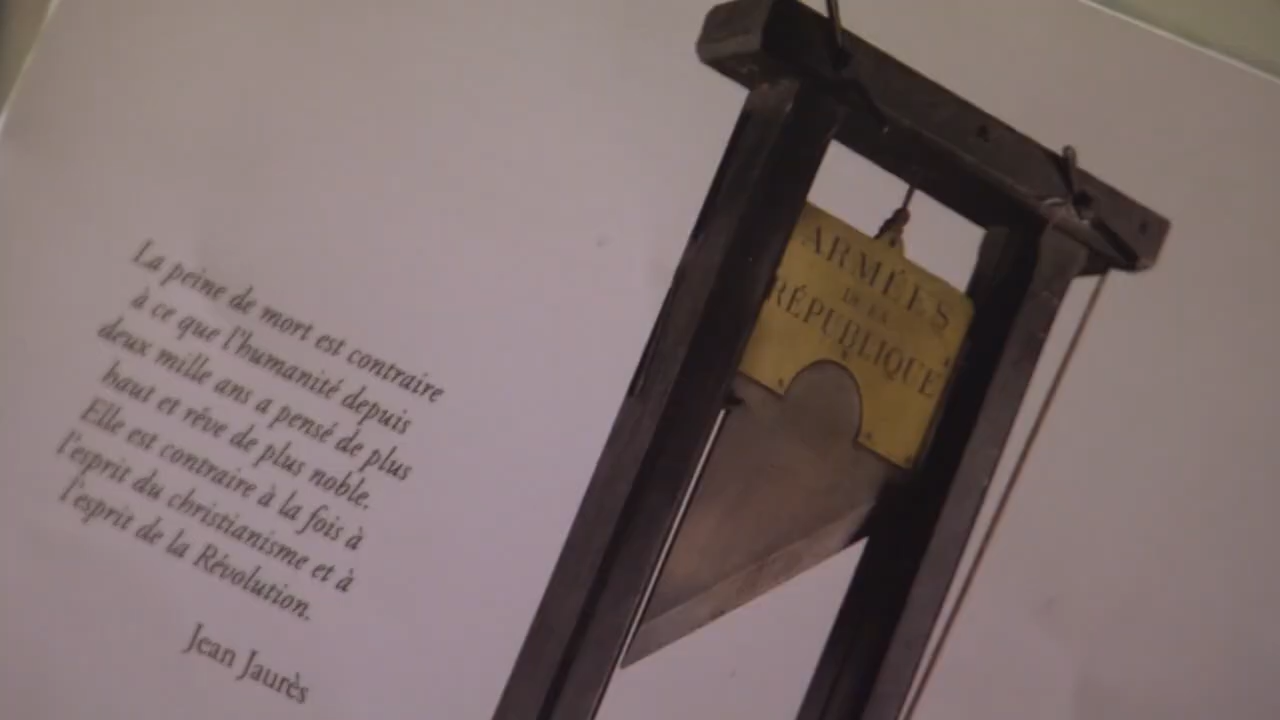 La peine de mort est contraire
à ce que l'humanité depuis
deux mille ans a pensé de plus
haut et rêve de plus noble.
Elle est contraire à la fois à
l'esprit du christianisme et à
l'esprit de la Révolution.
Jean Jaurès
ARMÉES
DE LA
RÉPUBLIQUE